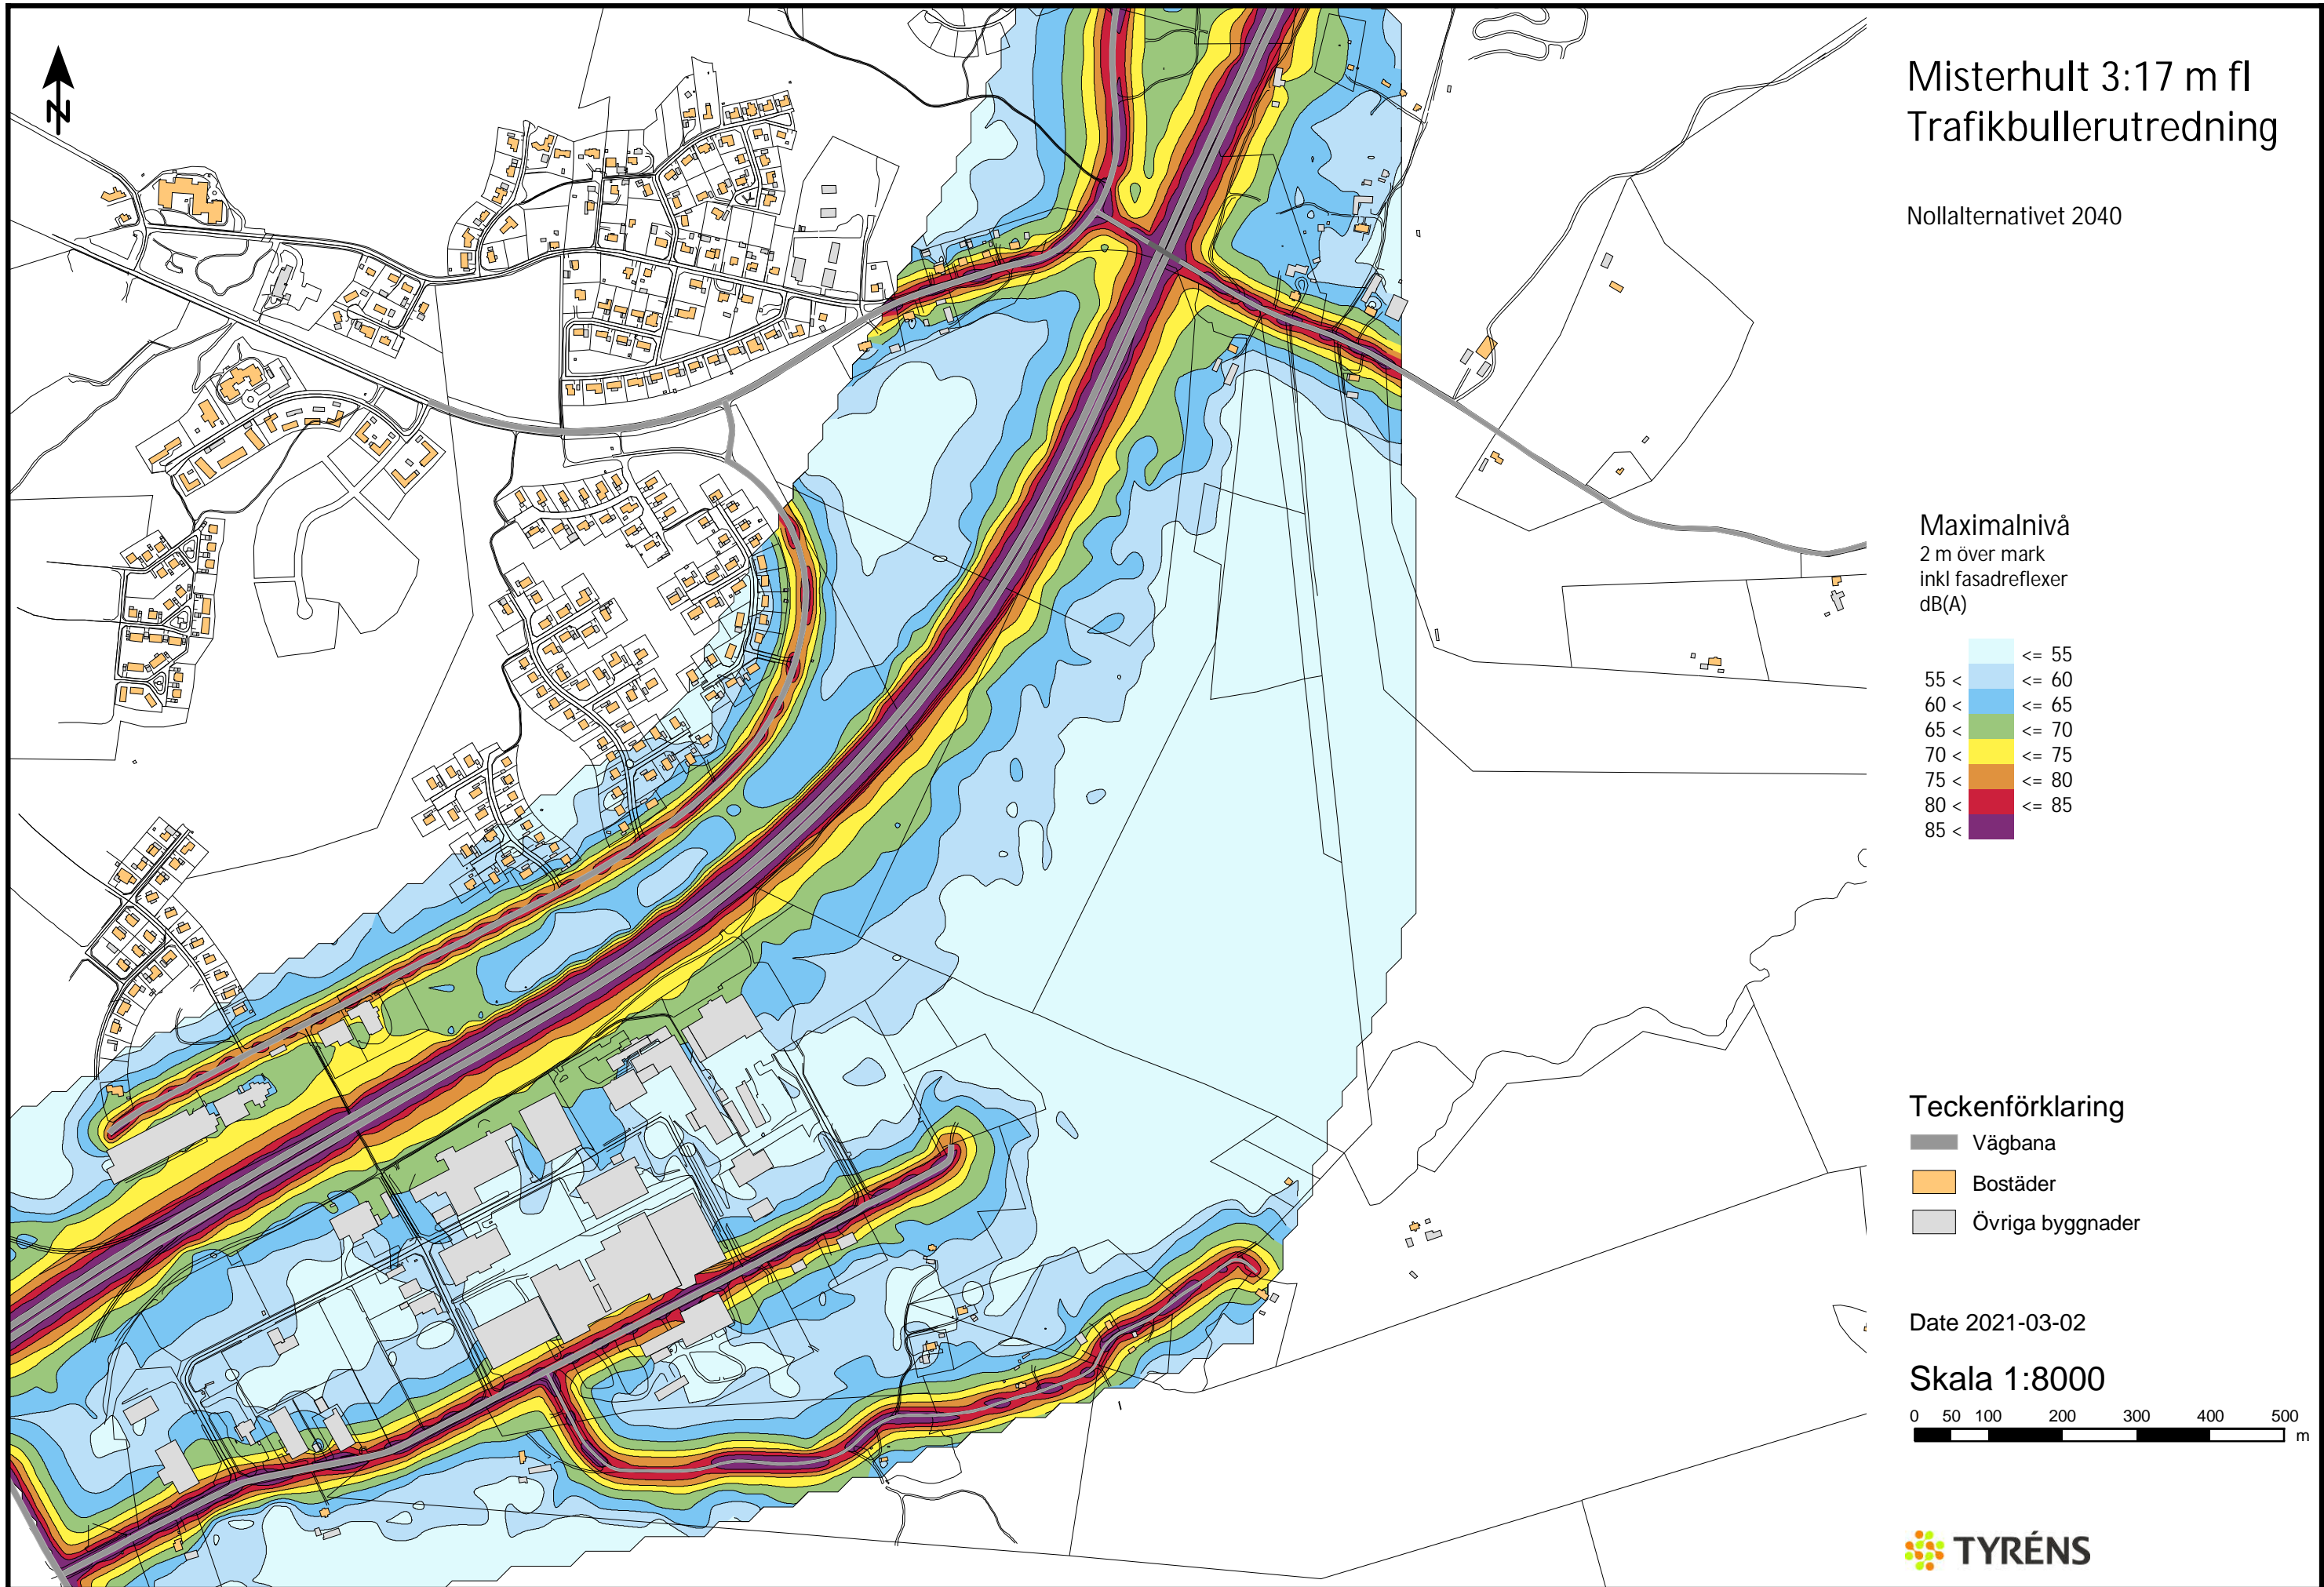 N
Misterhult 3:17 m fl
Trafikbullerutredning
Nollalternativet 2040
Maximalnivå
2 m över mark
inkl fasadreflexer
dB(A)
<= 55
55 < <= 60
60 < <= 65
65 < <= 70
70 < <= 75
75 < <= 80
80 < <= 85
85 <
Teckenförklaring
Vägbana
Bostäder
Övriga byggnader
Date 2021-03-02
Skala 1:8000
0 50 100 200 300 400 500
m
TYRÉNS